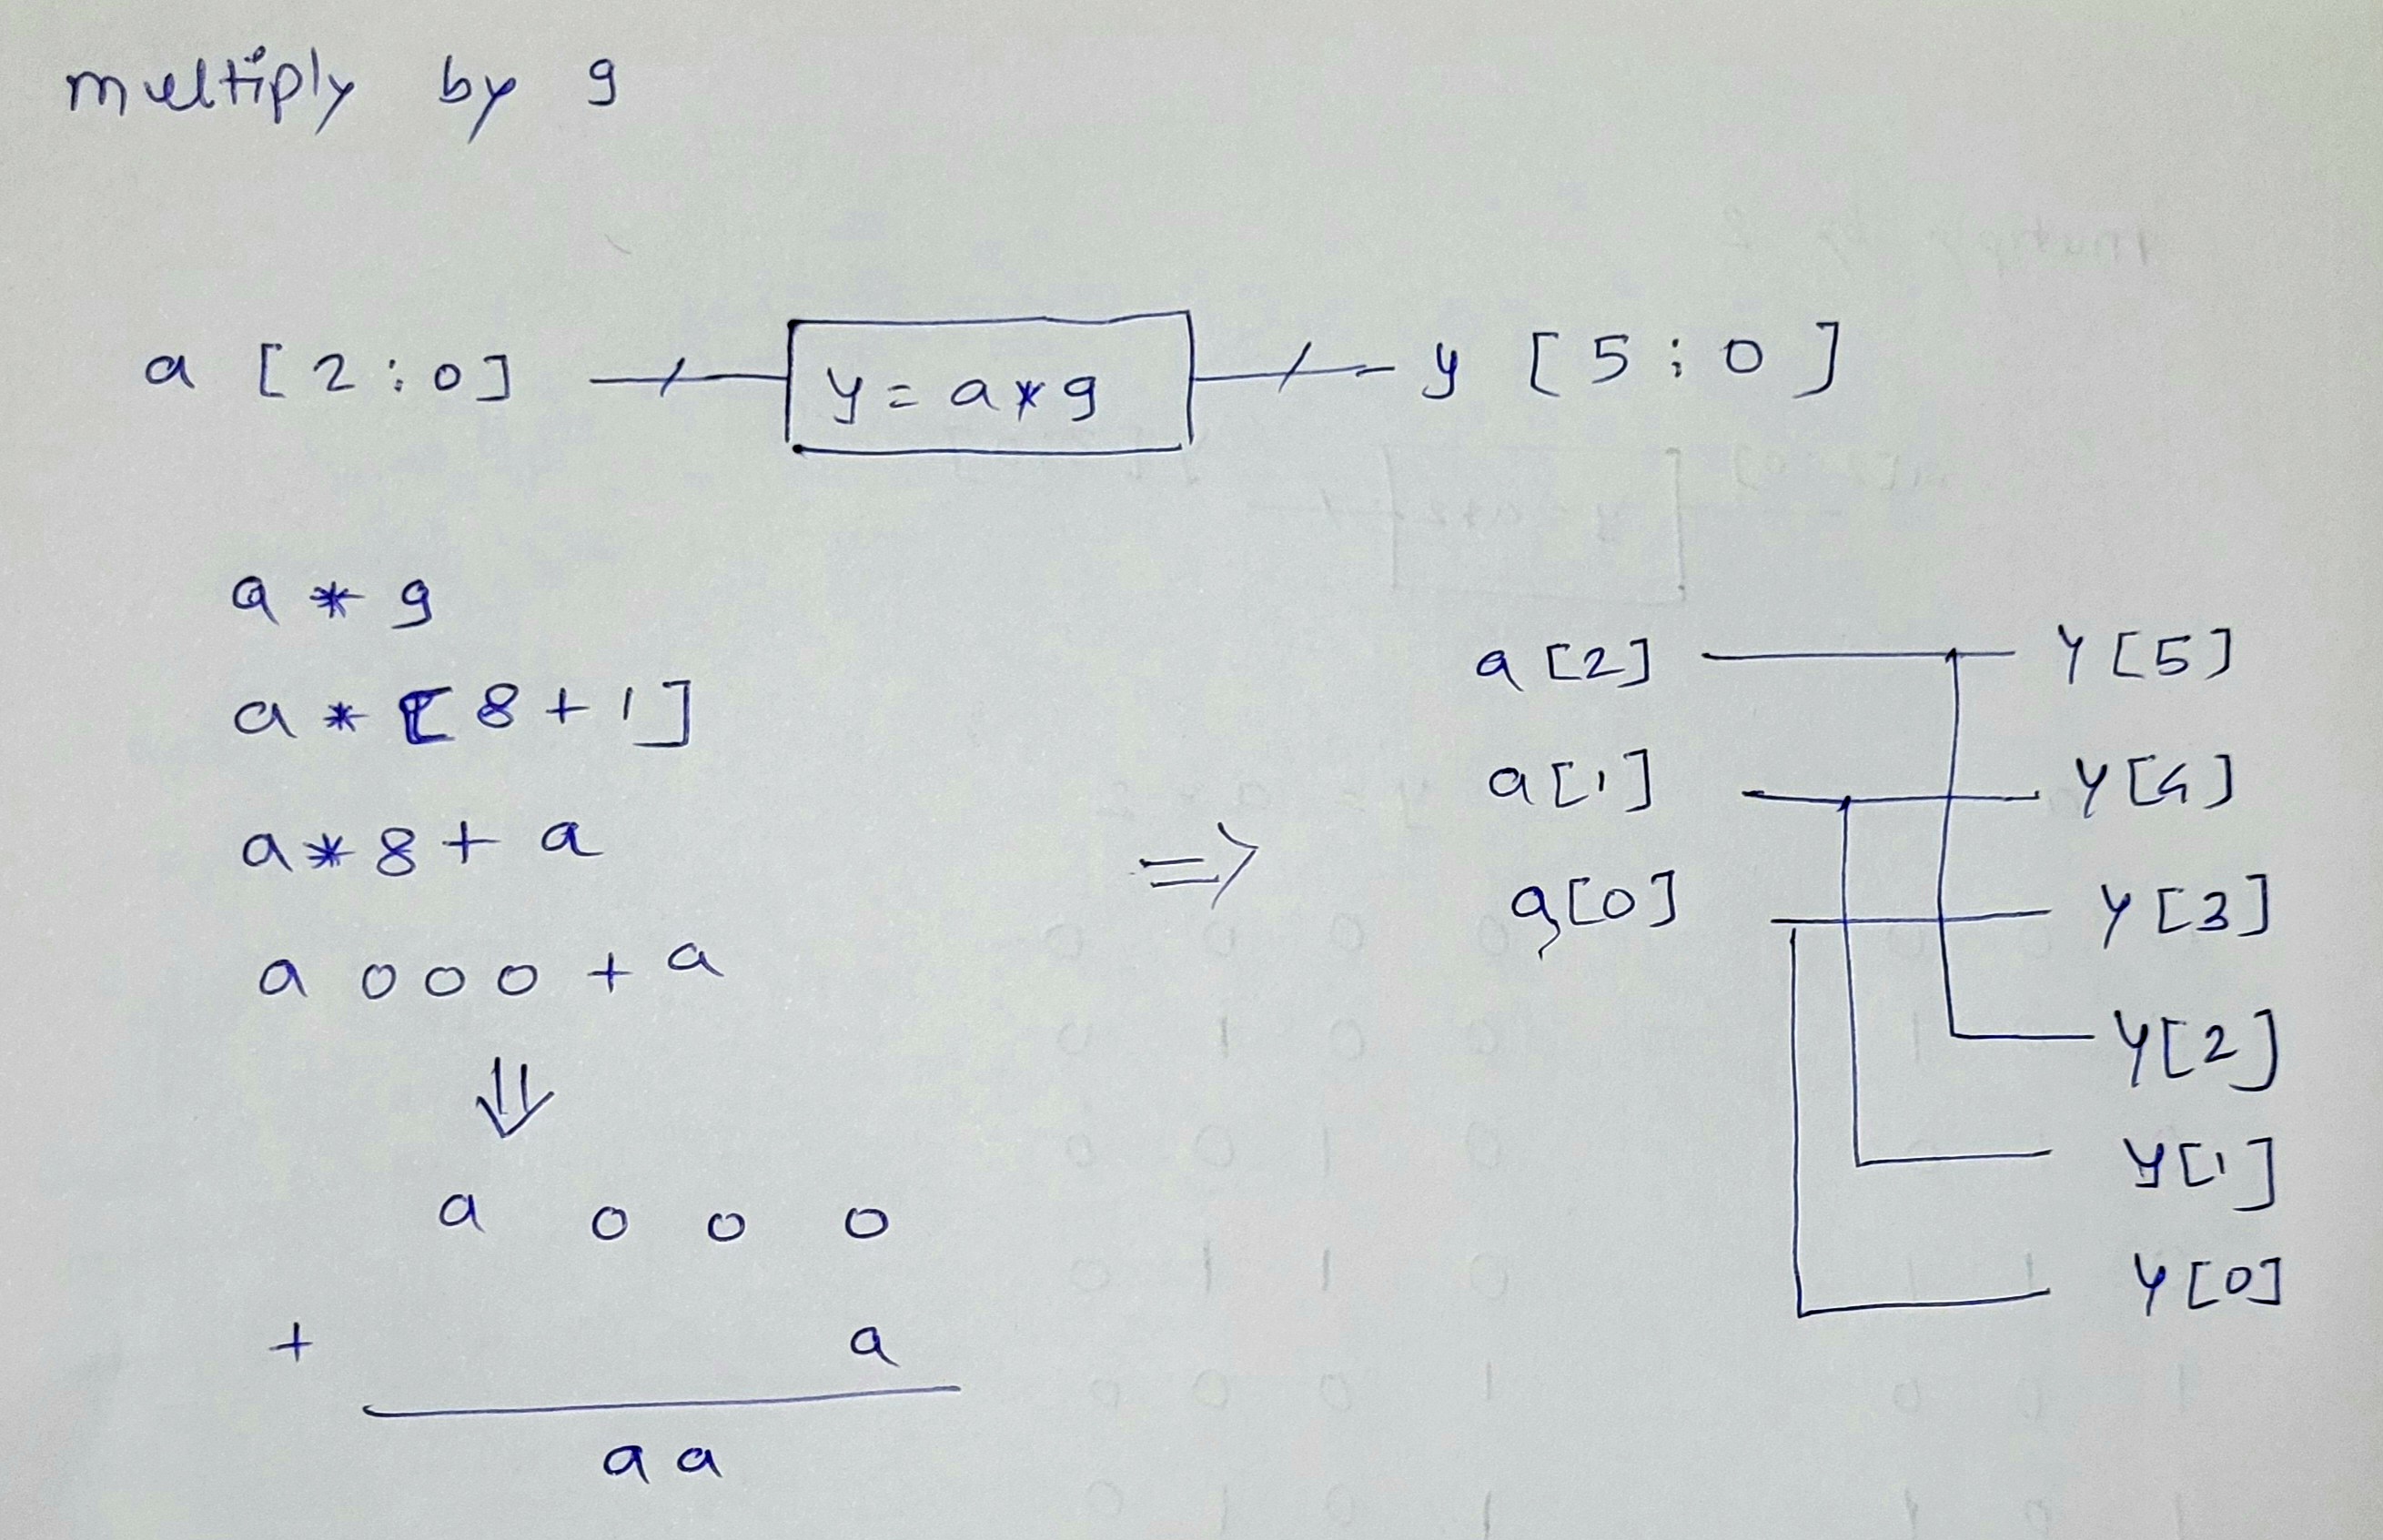 multiply by 9
a [2:0] y = a*9 y [5:0]
a * 9
a * [8+1]
a*8 + a
a 000 + a
⇓
a 0 0 0
+ a
aa
⇒
a[2] Y[5]
a[1] Y[4]
a[0] Y[3]
Y[2]
y[1]
Y[0]